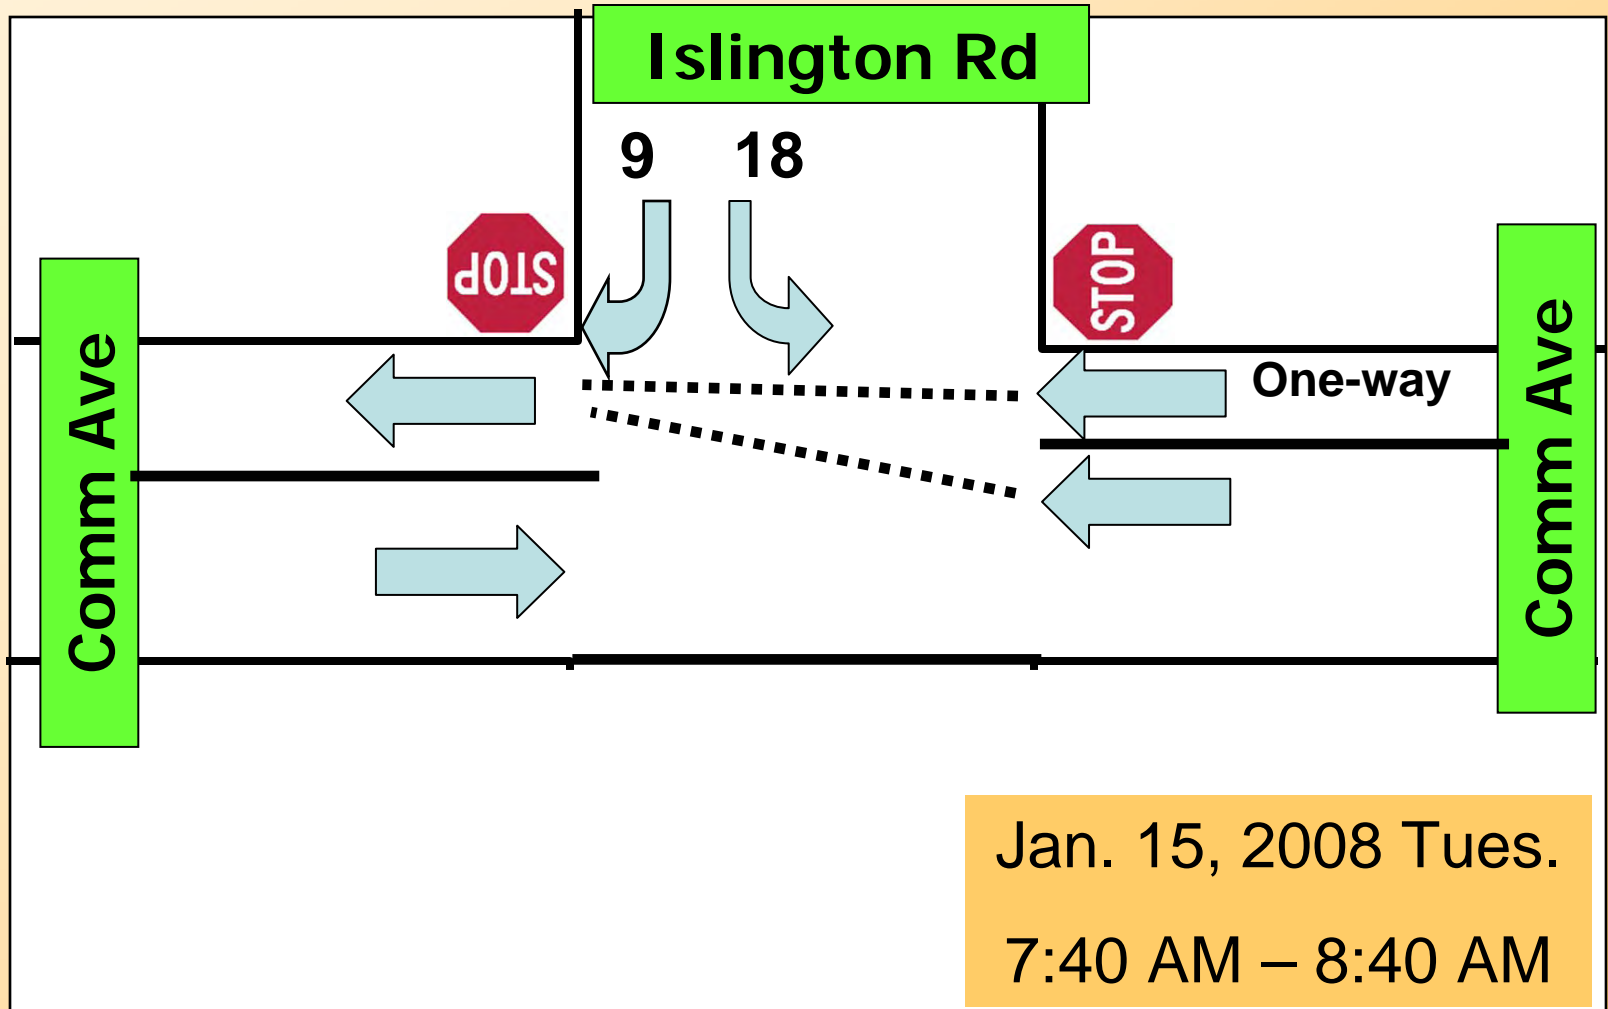 Islington Rd
9 18
STOP
STOP
One-way
Comm Ave
Comm Ave
Jan. 15, 2008 Tues.
7:40 AM – 8:40 AM